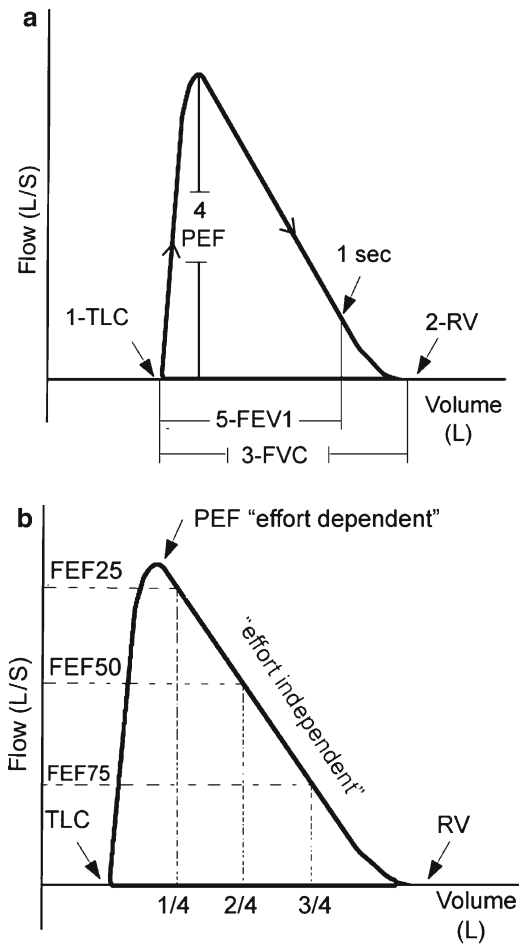 a
Flow (L/S)
4
PEF
1 sec
1-TLC
2-RV
Volume
(L)
5-FEV1
3-FVC
b
PEF “effort dependent”
FEF25
"effort independent"
FEF50
Flow (L/S)
FEF75
TLC
RV
1/4 2/4 3/4
Volume
(L)